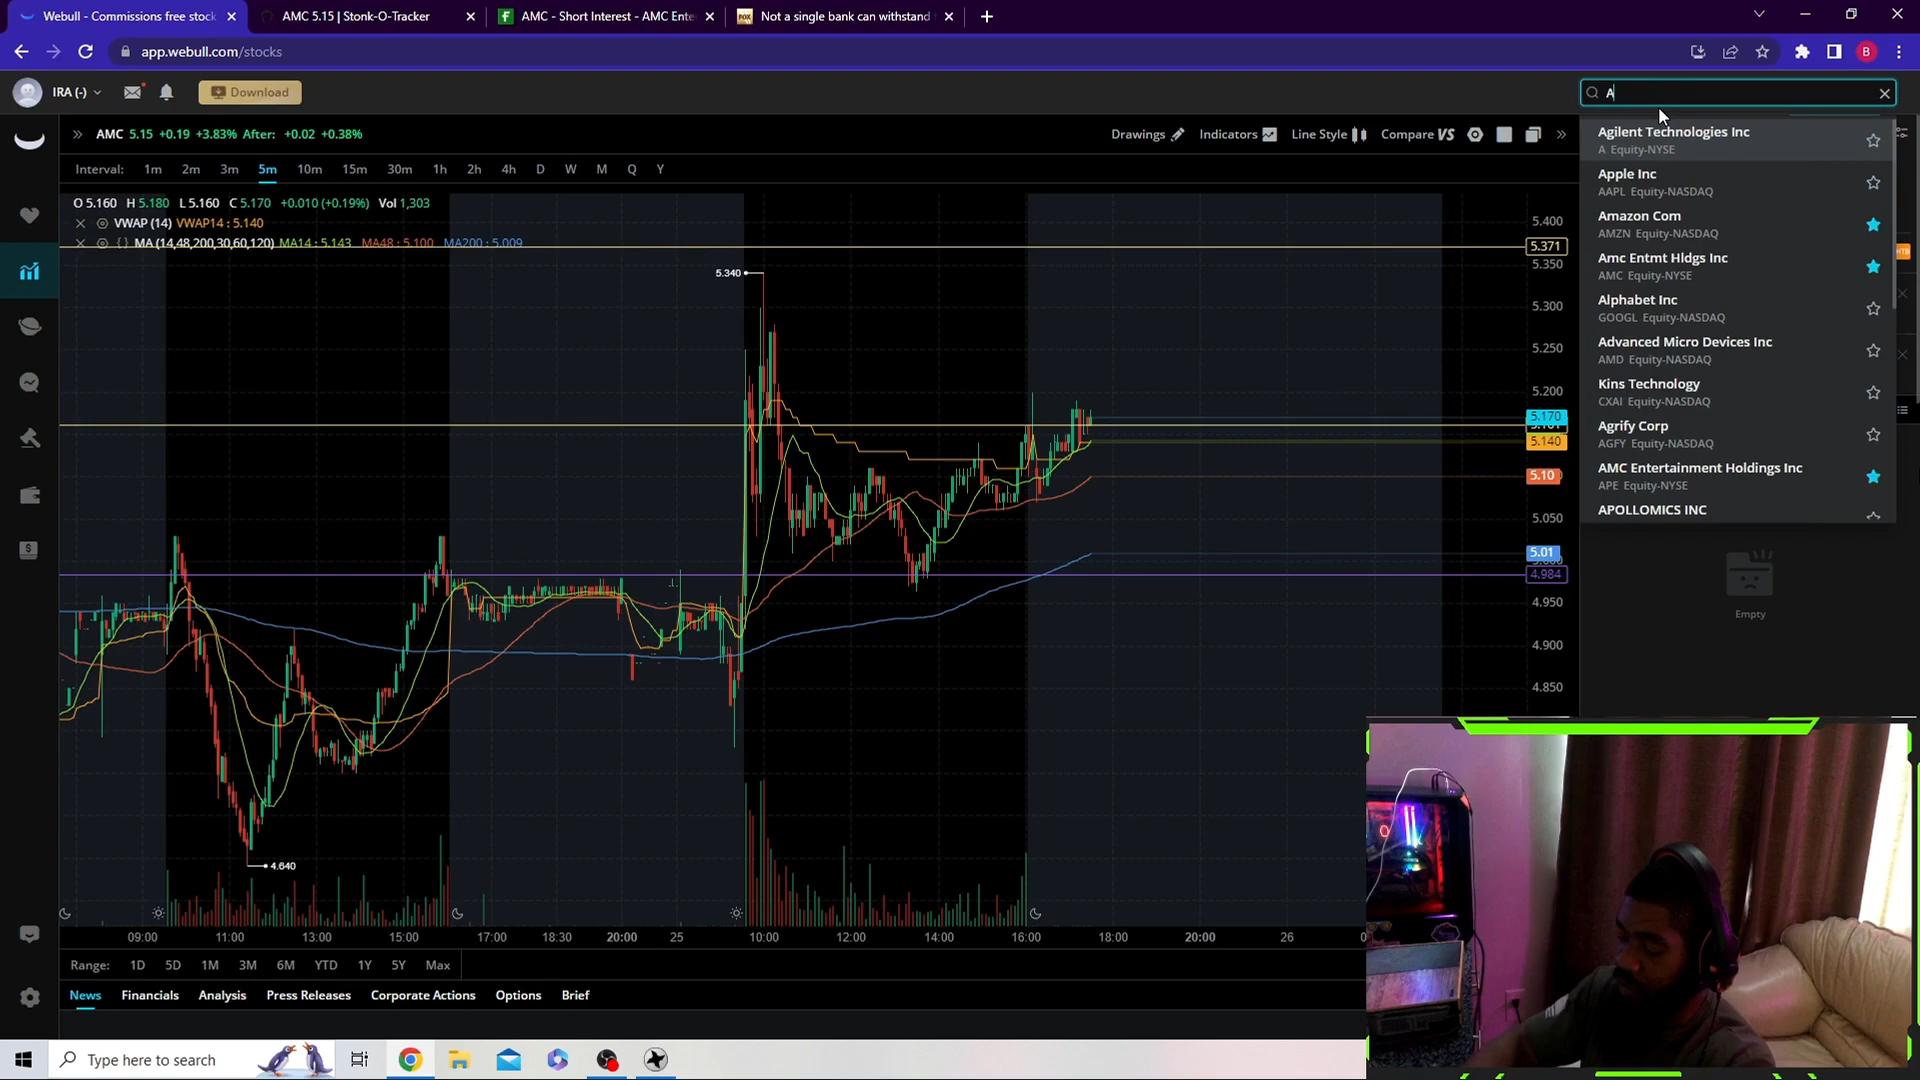 Webull - Commissions free stock
AMC 5.15 | Stonk-O-Tracker
AMC - Short Interest - AMC Ente
Not a single bank can withstand
app.webull.com/stocks
B
IRA (-)
Download
A
AMC 5.15 +0.19 +3.83% After: +0.02 +0.38%
Drawings
Indicators
Line Style
Compare VS
Interval: 1m 2m 3m 5m 10m 15m 30m 1h 2h 4h D W M Q Y
O 5.160 H 5.180 L 5.160 C 5.170 +0.010 (+0.19%) Vol 1,303
VWAP (14) VWAP14 : 5.140
MA (14,48,200,30,60,120) MA14 : 5.143 MA48 : 5.100 MA200 : 5.009
5.340
4.640
5.400
5.371
5.350
5.300
5.250
5.200
5.170
5.140
5.10
5.050
5.01
4.984
4.950
4.900
4.850
Agilent Technologies Inc
A Equity-NYSE
Apple Inc
AAPL Equity-NASDAQ
Amazon Com
AMZN Equity-NASDAQ
Amc Entmt Hldgs Inc
AMC Equity-NYSE
Alphabet Inc
GOOGL Equity-NASDAQ
Advanced Micro Devices Inc
AMD Equity-NASDAQ
Kins Technology
CXAI Equity-NASDAQ
Agrify Corp
AGFY Equity-NASDAQ
AMC Entertainment Holdings Inc
APE Equity-NYSE
APOLLOMICS INC
Empty
09:00 11:00 13:00 15:00 17:00 18:30 20:00 25 10:00 12:00 14:00 16:00 18:00 20:00 26
Range: 1D 5D 1M 3M 6M YTD 1Y 5Y Max
News Financials Analysis Press Releases Corporate Actions Options Brief
Type here to search